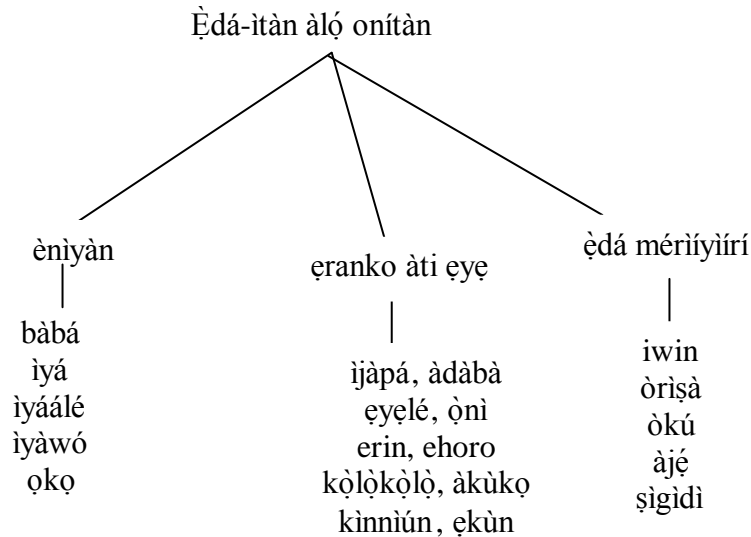 Ẹ̀dá-ìtàn àlọ́ onítàn
ènìyàn
ẹranko àti ẹyẹ
ẹ̀dá mérìíyìírí
bàbá
ìyá
ìyáálé
ìyàwó
ọkọ
ìjàpá, àdàbà
ẹyẹlé, ọ̀nì
erin, ehoro
kọ̀lọ̀kọ̀lọ̀, àkùkọ
kìnnìún, ẹkùn
iwin
òrìṣà
òkú
àjẹ́
ṣìgìdì